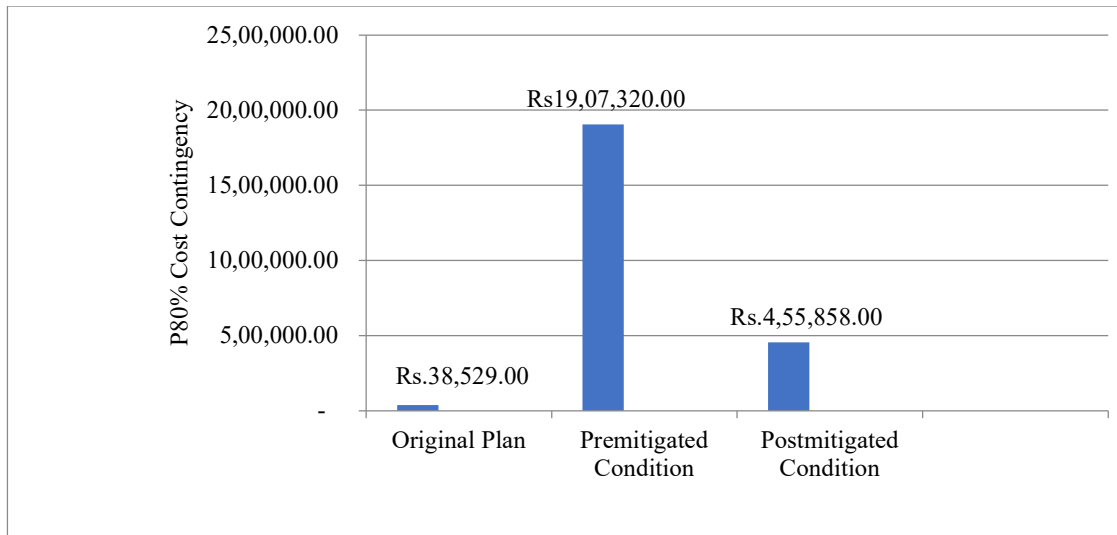 25,00,000.00
20,00,000.00
15,00,000.00
10,00,000.00
5,00,000.00
-
P80% Cost Contingency
Rs.38,529.00
Rs19,07,320.00
Rs.4,55,858.00
Original Plan
Premitigated
Condition
Postmitigated
Condition